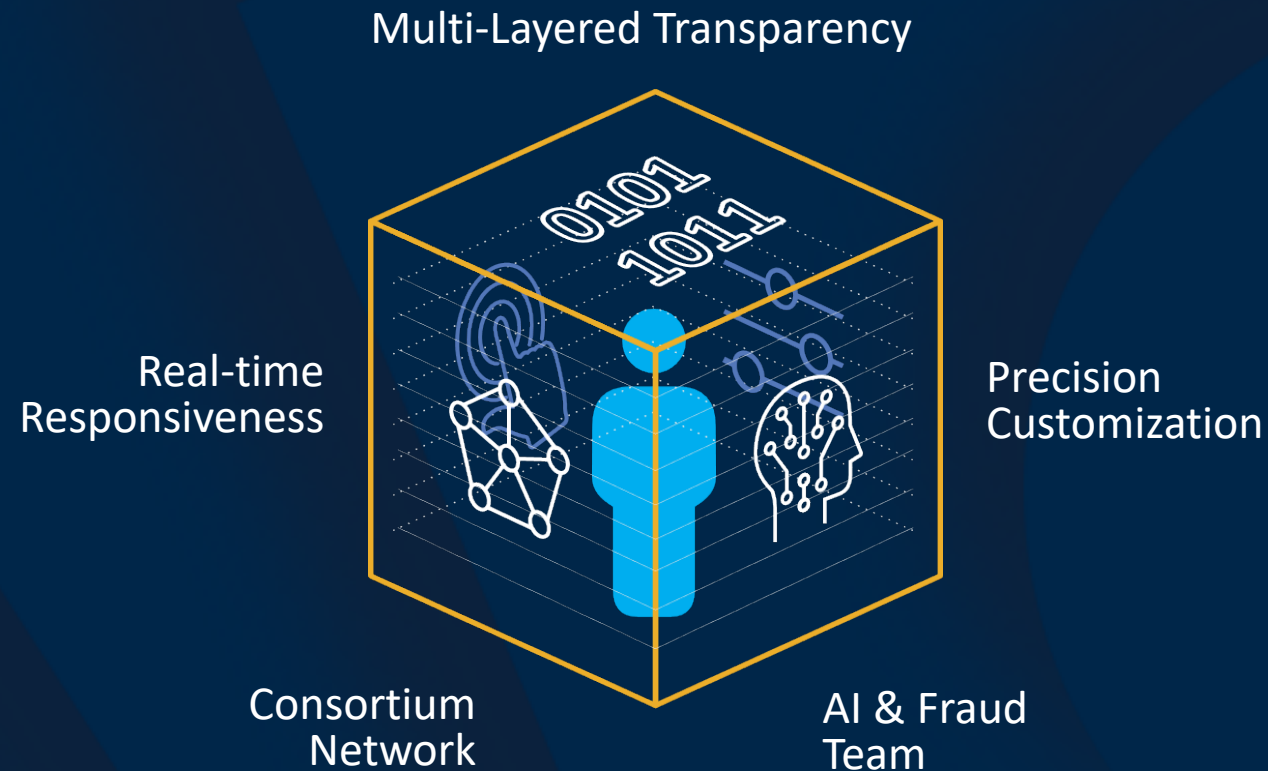 Multi-Layered Transparency
0101
1011
Real-time
Responsiveness
Precision
Customization
Consortium
Network
AI & Fraud
Team